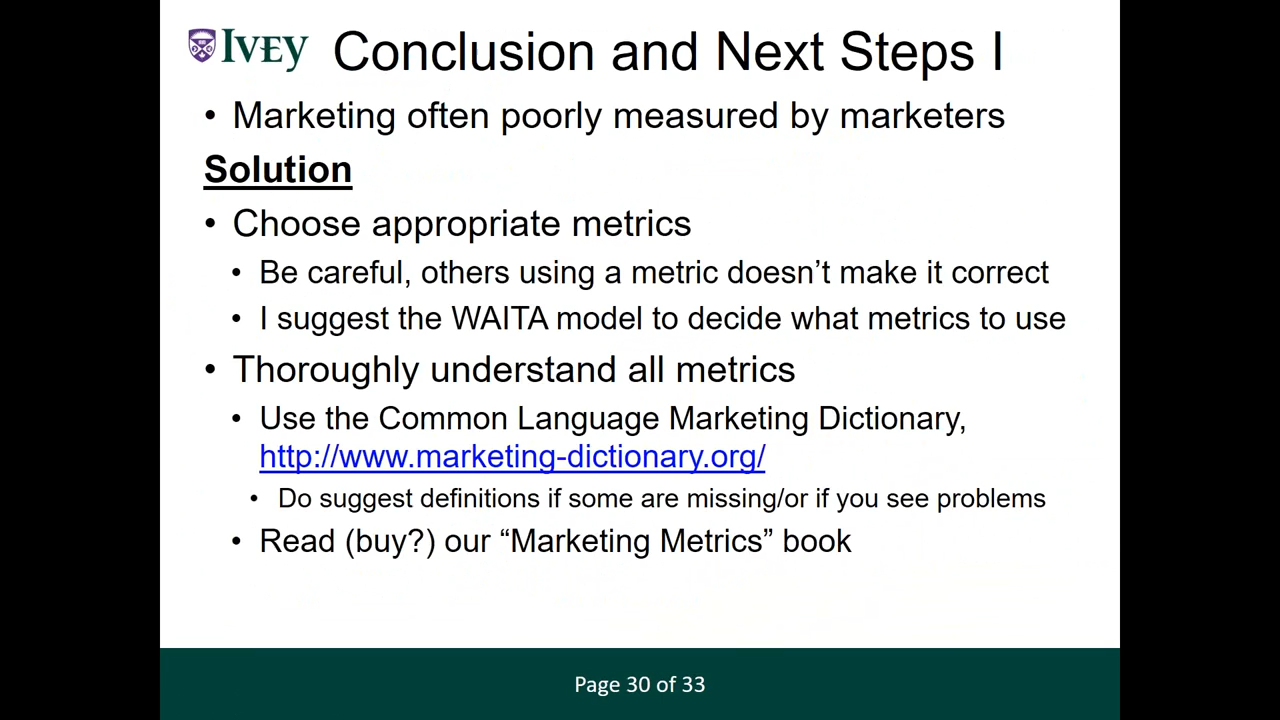 IVEY Conclusion and Next Steps I
• Marketing often poorly measured by marketers
Solution
• Choose appropriate metrics
• Be careful, others using a metric doesn’t make it correct
• I suggest the WAITA model to decide what metrics to use
• Thoroughly understand all metrics
• Use the Common Language Marketing Dictionary,
http://www.marketing-dictionary.org/
• Do suggest definitions if some are missing/or if you see problems
• Read (buy?) our “Marketing Metrics” book
Page 30 of 33